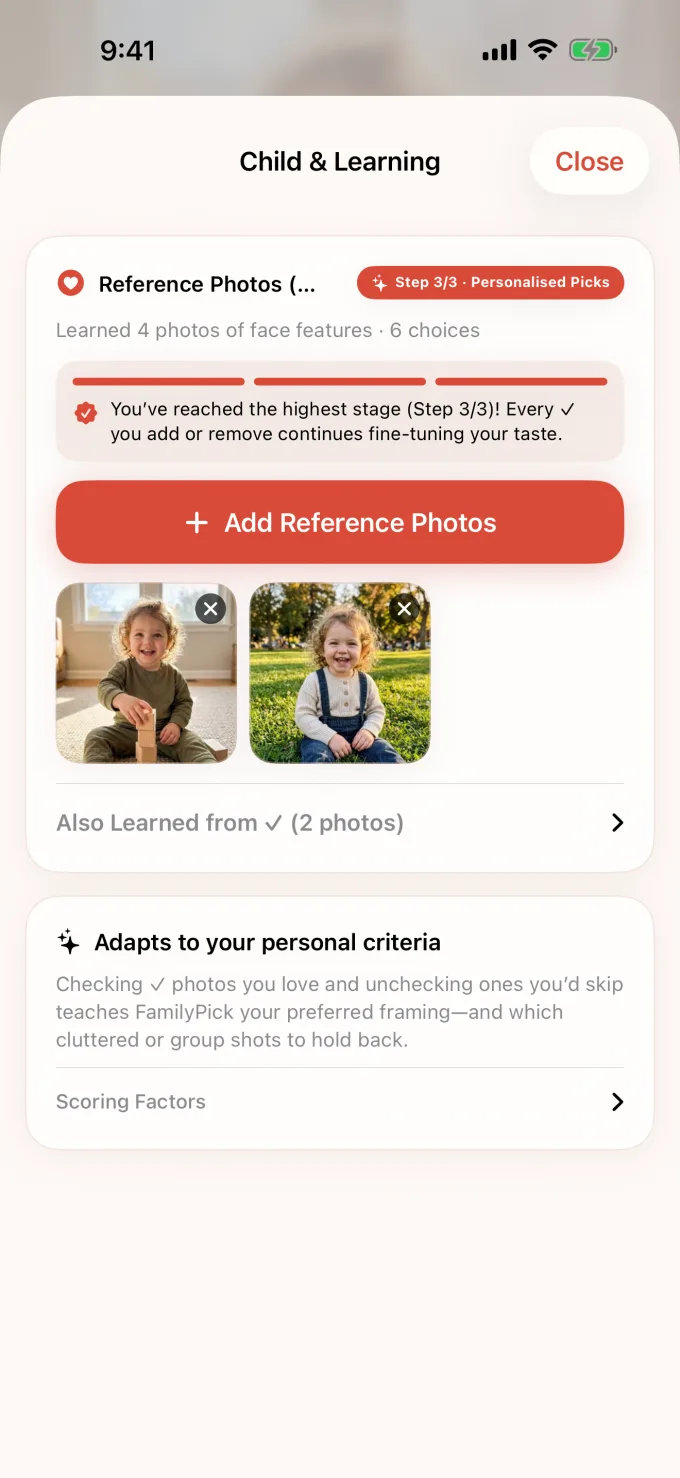 9:41
Child & Learning
Close
Reference Photos (...
Step 3/3 · Personalised Picks
Learned 4 photos of face features · 6 choices
You’ve reached the highest stage (Step 3/3)! Every ✓
you add or remove continues fine-tuning your taste.
+ Add Reference Photos
Also Learned from ✓ (2 photos)
Adapts to your personal criteria
Checking ✓ photos you love and unchecking ones you’d skip
teaches FamilyPick your preferred framing—and which
cluttered or group shots to hold back.
Scoring Factors